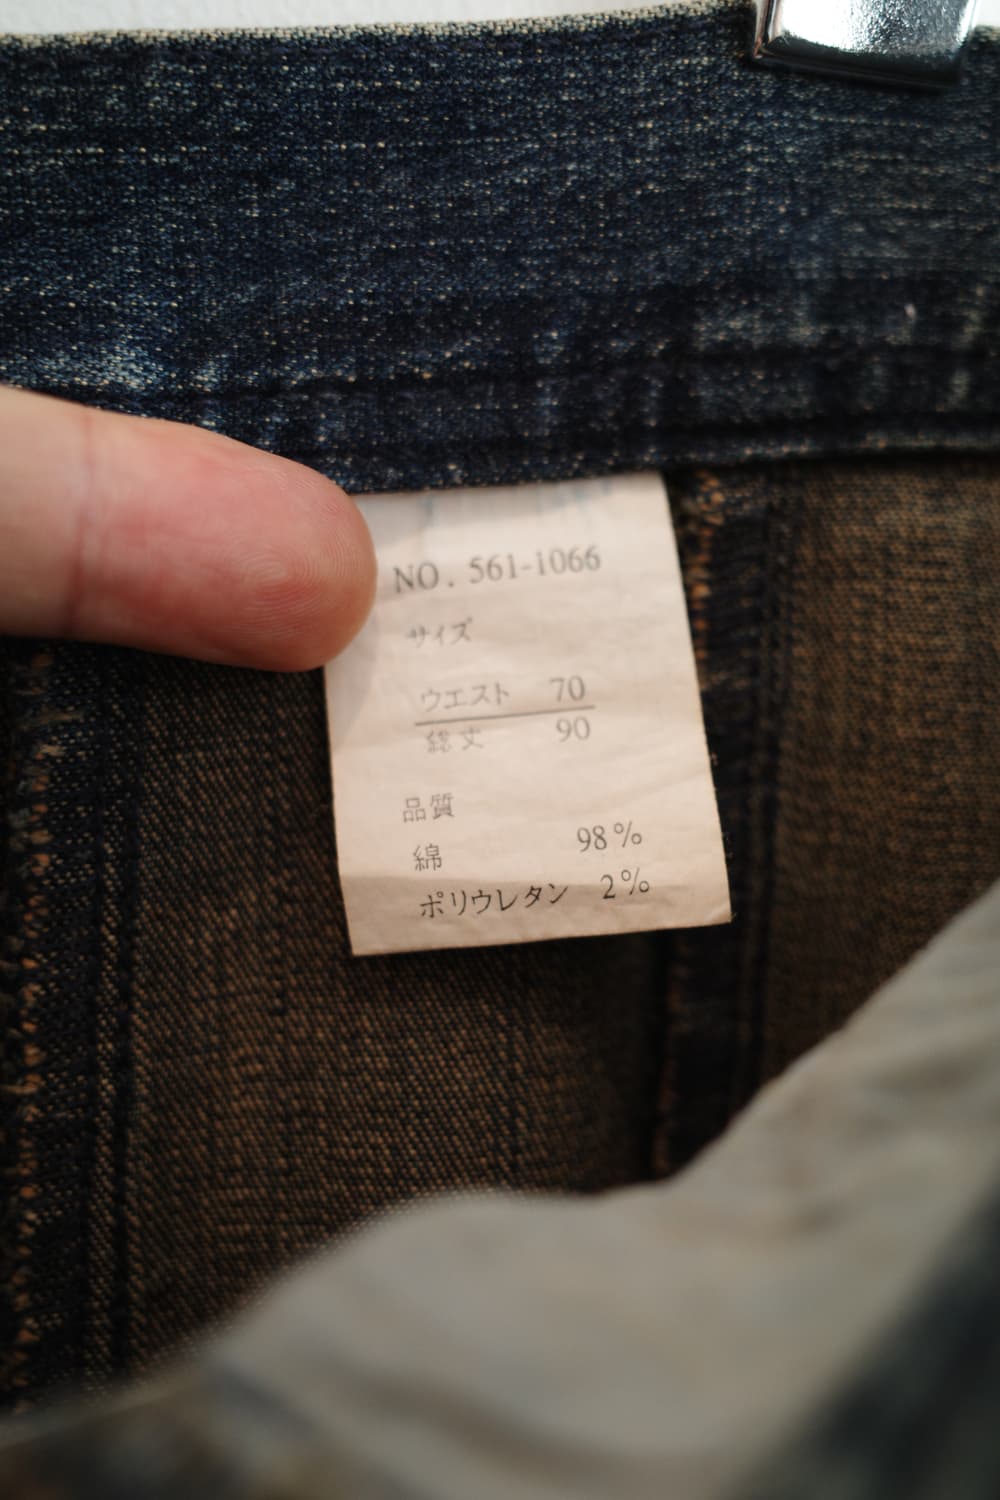 NO. 561-1066
サイズ
ウエスト 70
総丈 90
品質
綿 98%
ポリウレタン 2%